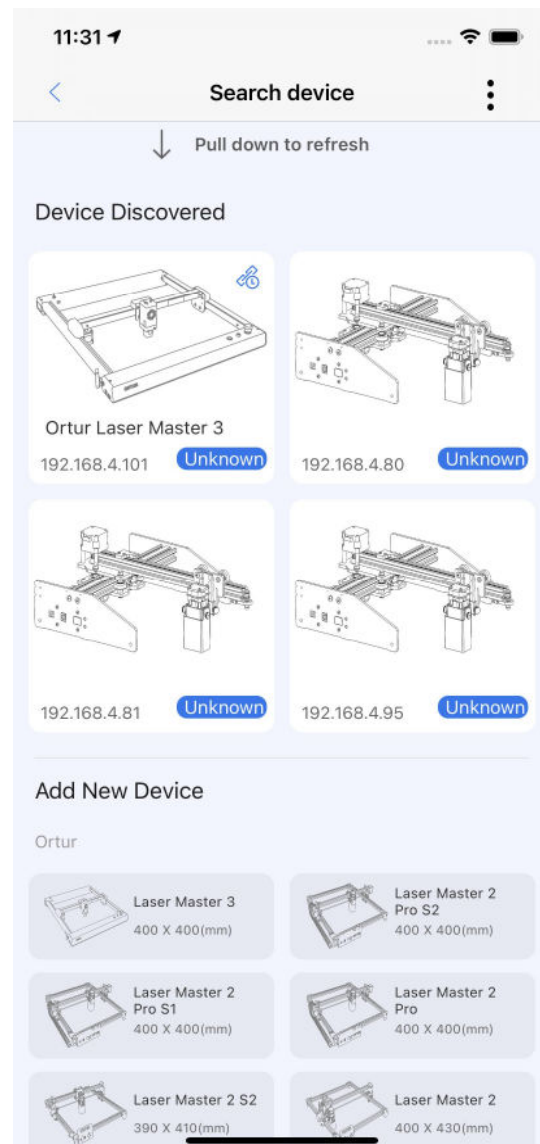 11:31
Search device
Pull down to refresh
Device Discovered
Ortur Laser Master 3
192.168.4.101 Unknown
192.168.4.80 Unknown
192.168.4.81 Unknown
192.168.4.95 Unknown
Add New Device
Ortur
Laser Master 3
400 X 400(mm)
Laser Master 2
Pro S2
400 X 400(mm)
Laser Master 2
Pro S1
400 X 400(mm)
Laser Master 2
Pro
400 X 400(mm)
Laser Master 2 S2
390 X 410(mm)
Laser Master 2
400 X 430(mm)